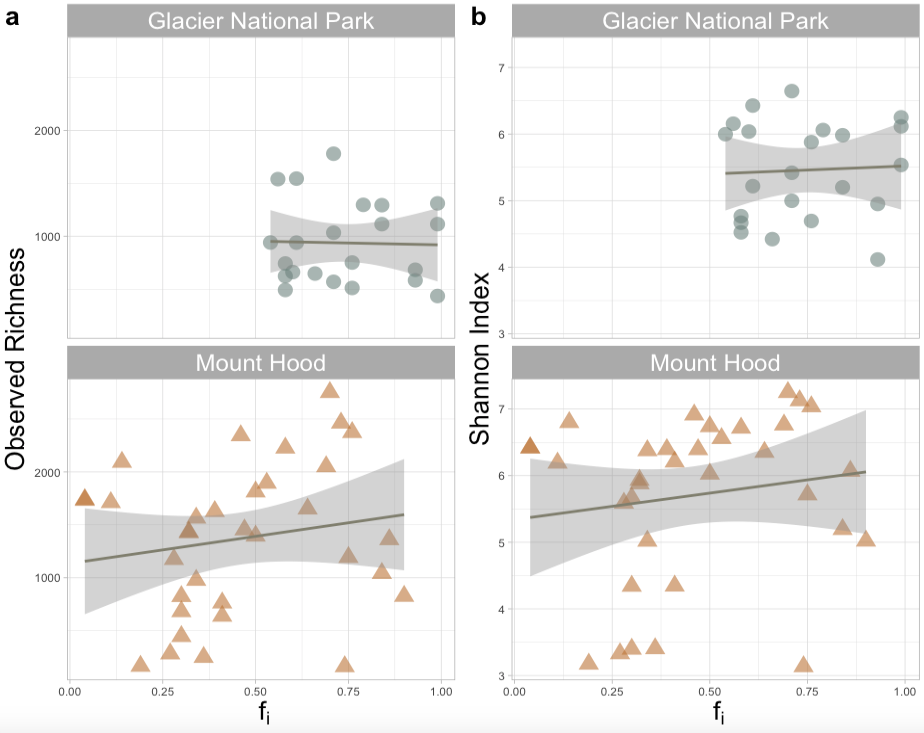 a
Glacier National Park
2000
1000
Observed Richness
Mount Hood
2000
1000
0.00 0.25 0.50 0.75 1.00
fi
b
Glacier National Park
7
6
5
4
3
Shannon Index
Mount Hood
7
6
5
4
3
0.00 0.25 0.50 0.75 1.00
fi